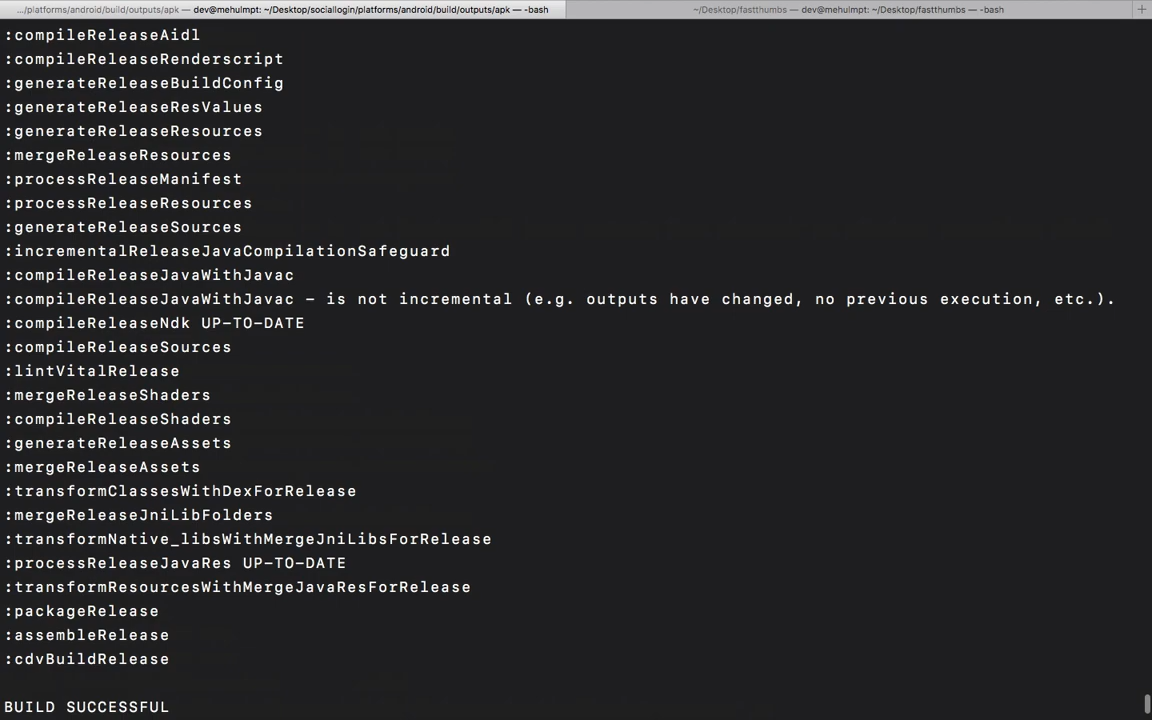 .../platforms/android/build/outputs/apk — dev@mehulmpt: ~/Desktop/sociallogin/platforms/android/build/outputs/apk — -bash
~/Desktop/fastthumbs — dev@mehulmpt: ~/Desktop/fastthumbs — -bash
+
:compileReleaseAidl
:compileReleaseRenderscript
:generateReleaseBuildConfig
:generateReleaseResValues
:generateReleaseResources
:mergeReleaseResources
:processReleaseManifest
:processReleaseResources
:generateReleaseSources
:incrementalReleaseJavaCompilationSafeguard
:compileReleaseJavaWithJavac
:compileReleaseJavaWithJavac – is not incremental (e.g. outputs have changed, no previous execution, etc.).
:compileReleaseNdk UP-TO-DATE
:compileReleaseSources
:lintVitalRelease
:mergeReleaseShaders
:compileReleaseShaders
:generateReleaseAssets
:mergeReleaseAssets
:transformClassesWithDexForRelease
:mergeReleaseJniLibFolders
:transformNative_libsWithMergeJniLibsForRelease
:processReleaseJavaRes UP-TO-DATE
:transformResourcesWithMergeJavaResForRelease
:packageRelease
:assembleRelease
:cdvBuildRelease
BUILD SUCCESSFUL